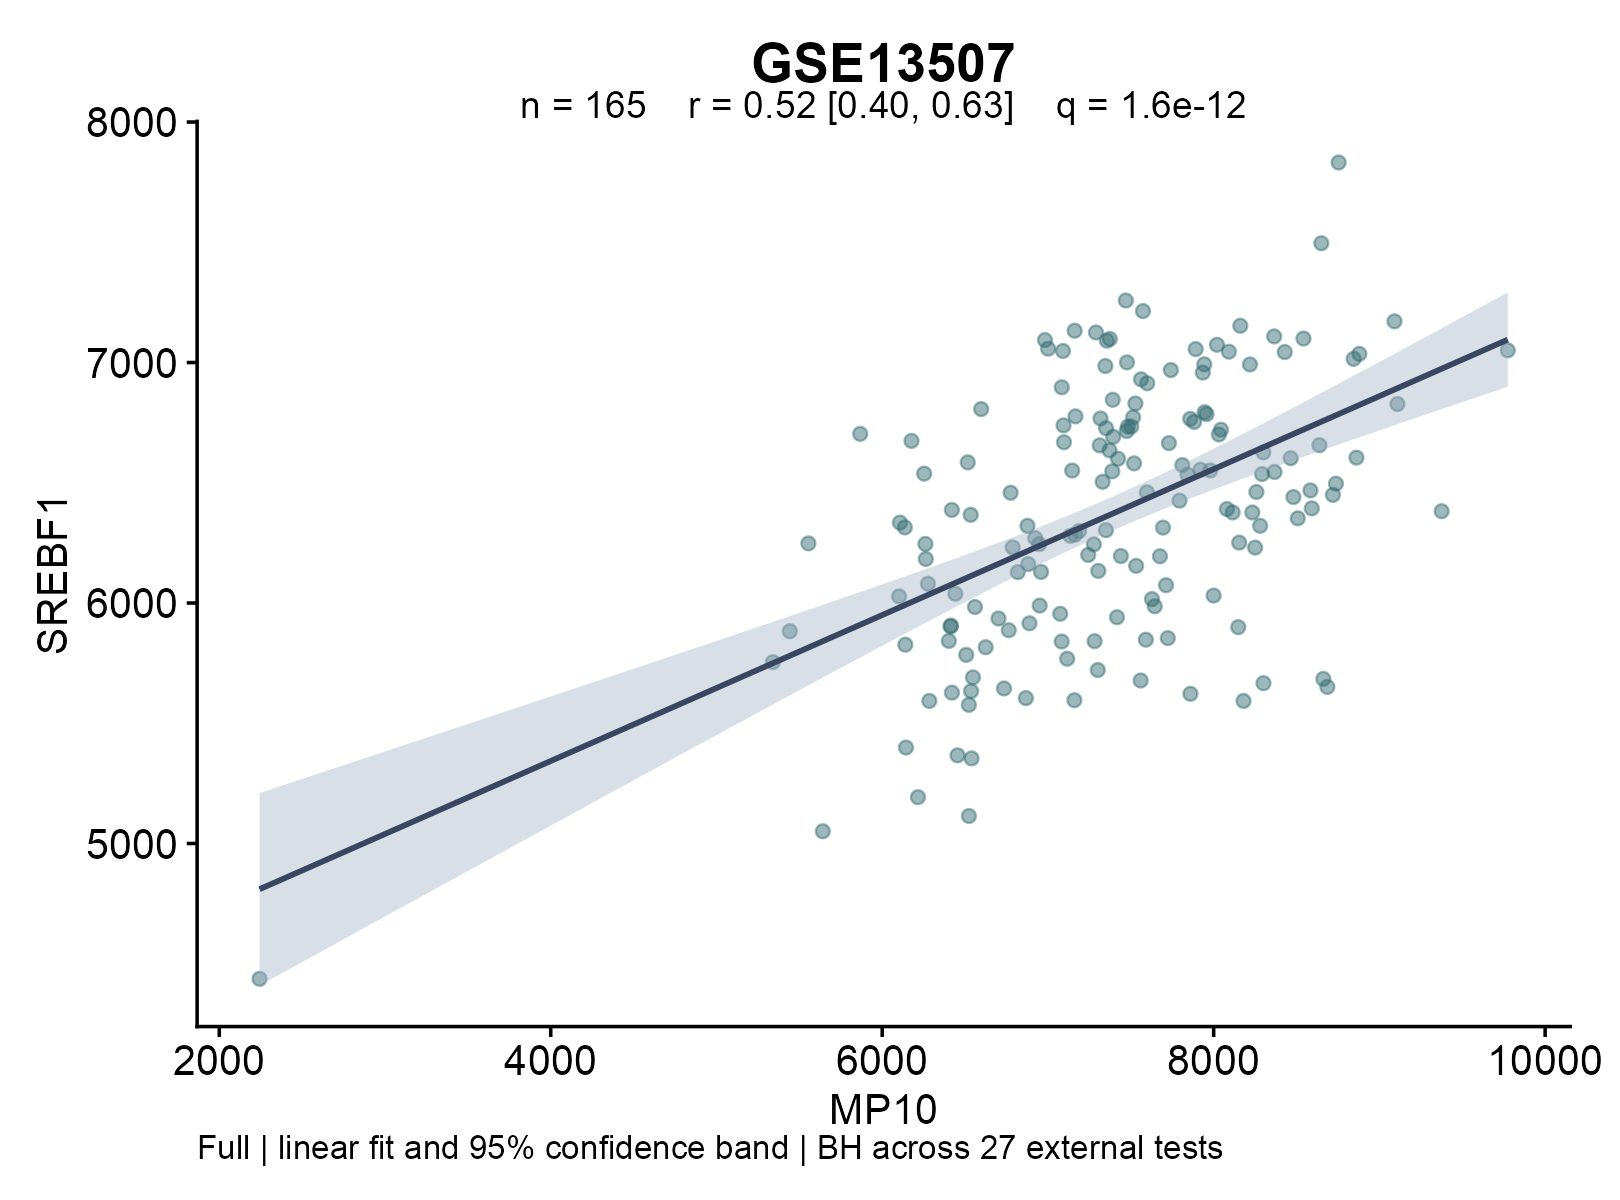 GSE13507
n = 165 r = 0.52 [0.40, 0.63] q = 1.6e-12
8000
7000
6000
5000
SREBF1
2000 4000 6000 8000 10000
MP10
Full | linear fit and 95% confidence band | BH across 27 external tests